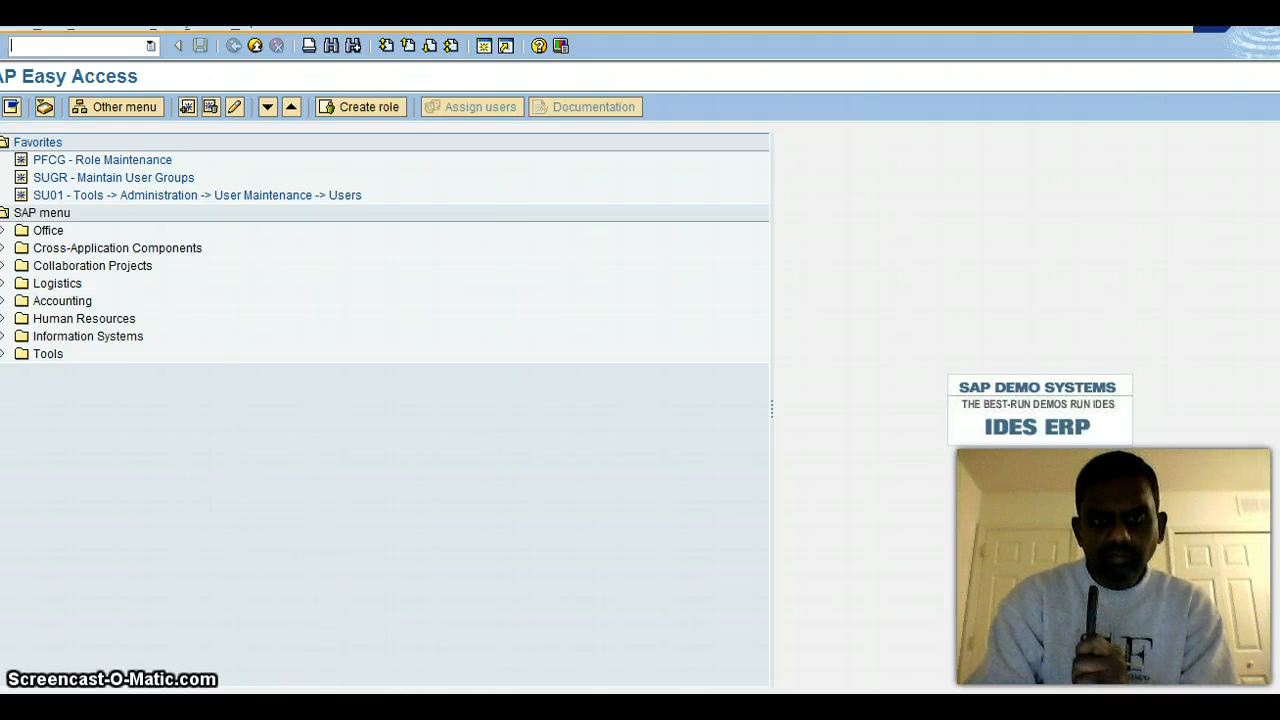 AP Easy Access
Other menu
Create role
Assign users
Documentation
Favorites
PFCG - Role Maintenance
SUGR - Maintain User Groups
SU01 - Tools -> Administration -> User Maintenance -> Users
SAP menu
Office
Cross-Application Components
Collaboration Projects
Logistics
Accounting
Human Resources
Information Systems
Tools
SAP DEMO SYSTEMS
THE BEST-RUN DEMOS RUN IDES
IDES ERP
Screencast-O-Matic.com